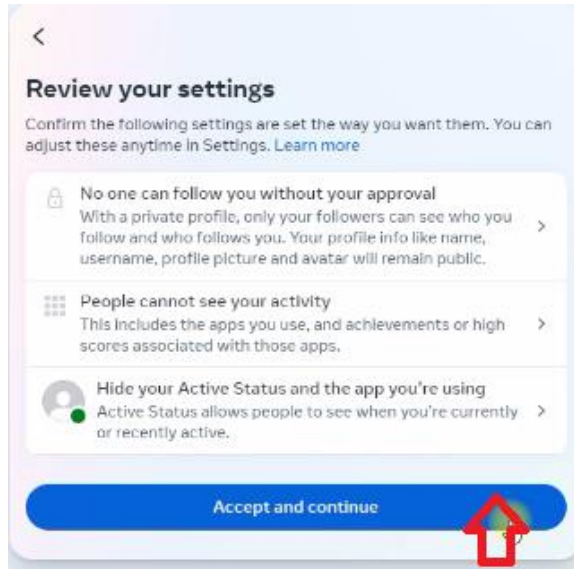 Review your settings
Confirm the following settings are set the way you want them. You can
adjust these anytime in Settings. Learn more
No one can follow you without your approval
With a private profile, only your followers can see who you
follow and who follows you. Your profile info like name,
username, profile picture and avatar will remain public.
People cannot see your activity
This includes the apps you use, and achievements or high
scores associated with those apps.
Hide your Active Status and the app you're using
Active Status allows people to see when you're currently
or recently active.
Accept and continue